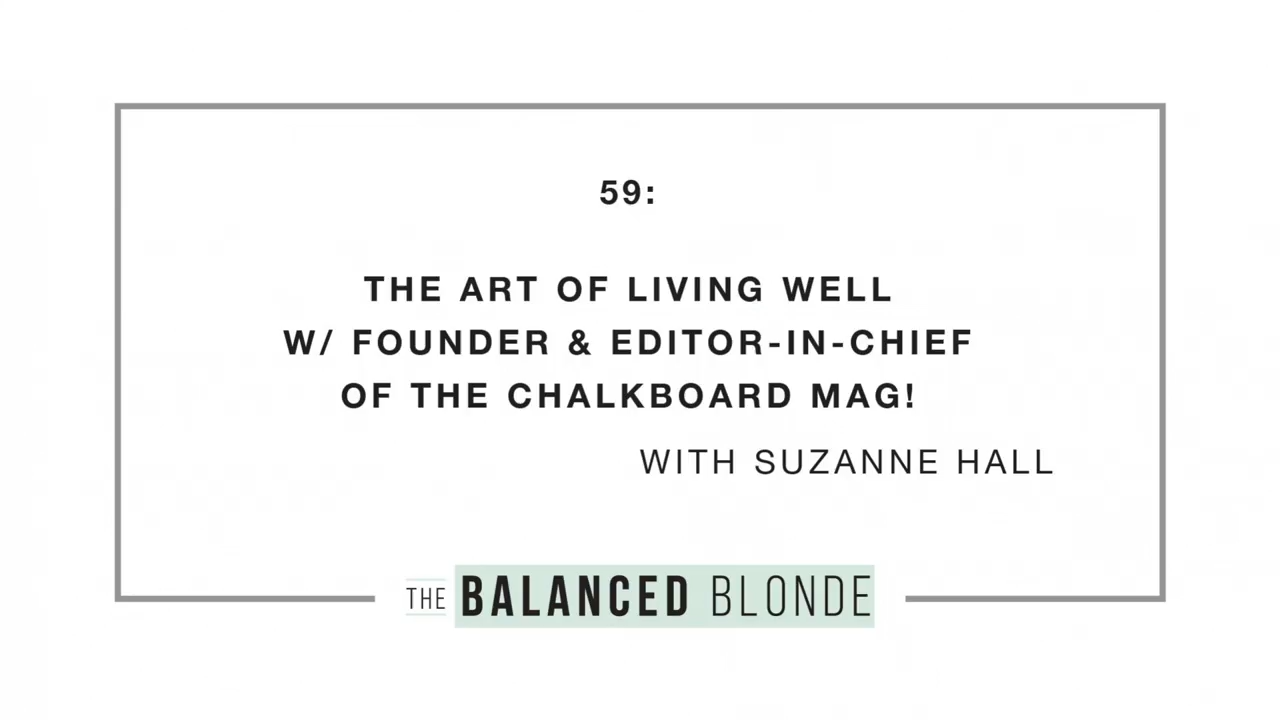 59:
THE ART OF LIVING WELL
W/ FOUNDER & EDITOR-IN-CHIEF
OF THE CHALKBOARD MAG!
WITH SUZANNE HALL
THE BALANCED BLONDE